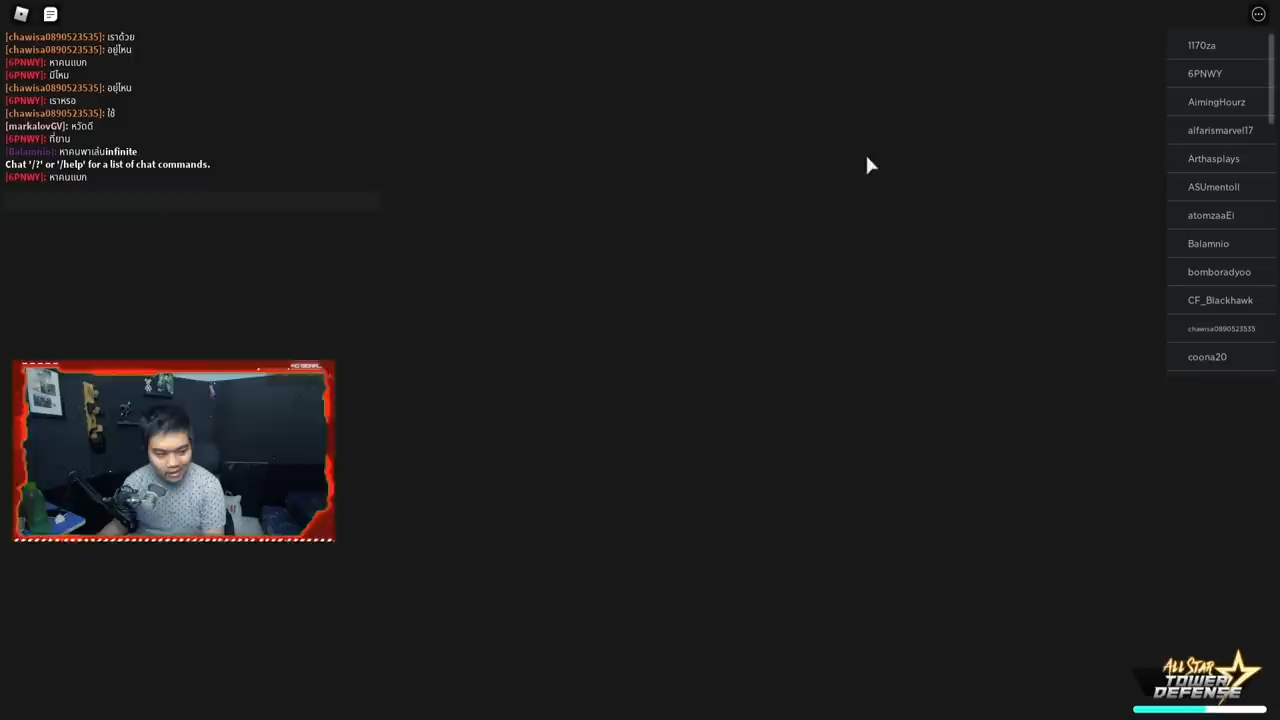 [chawisa0890523535]: เราด้วย
[chawisa0890523535]: อยู่ไหน
[6PNWY]: หาคนแบก
[6PNWY]: มีไหม
[chawisa0890523535]: อยู่ไหน
[6PNWY]: เราหรอ
[chawisa0890523535]: ใช้
[markalovGV]: หวัดดี
[6PNWY]: ที่ยาน
[Balamnio]: หาคนพาเล่นinfinite
Chat '/?' or '/help' for a list of chat commands.
[6PNWY]: หาคนแบก
1170za
6PNWY
AimingHourz
alfarismarvel17
Arthasplays
ASUmentoll
atomzaaEi
Balamnio
bomboradyoo
CF_Blackhawk
chawisa0890523535
coona20
ALL STAR
TOWER
DEFENSE